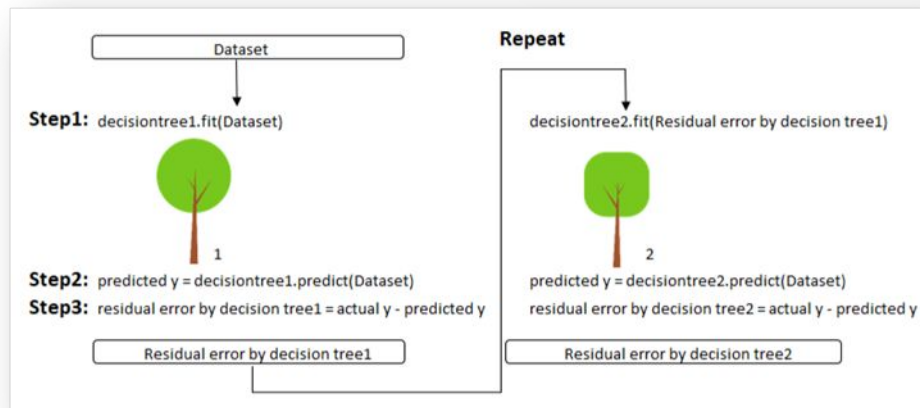 Dataset
Step1: decisiontree1.fit(Dataset)
1
Step2: predicted y = decisiontree1.predict(Dataset)
Step3: residual error by decision tree1 = actual y - predicted y
Residual error by decision tree1
Repeat
decisiontree2.fit(Residual error by decision tree1)
2
predicted y = decisiontree2.predict(Dataset)
residual error by decision tree2 = actual y - predicted y
Residual error by decision tree2